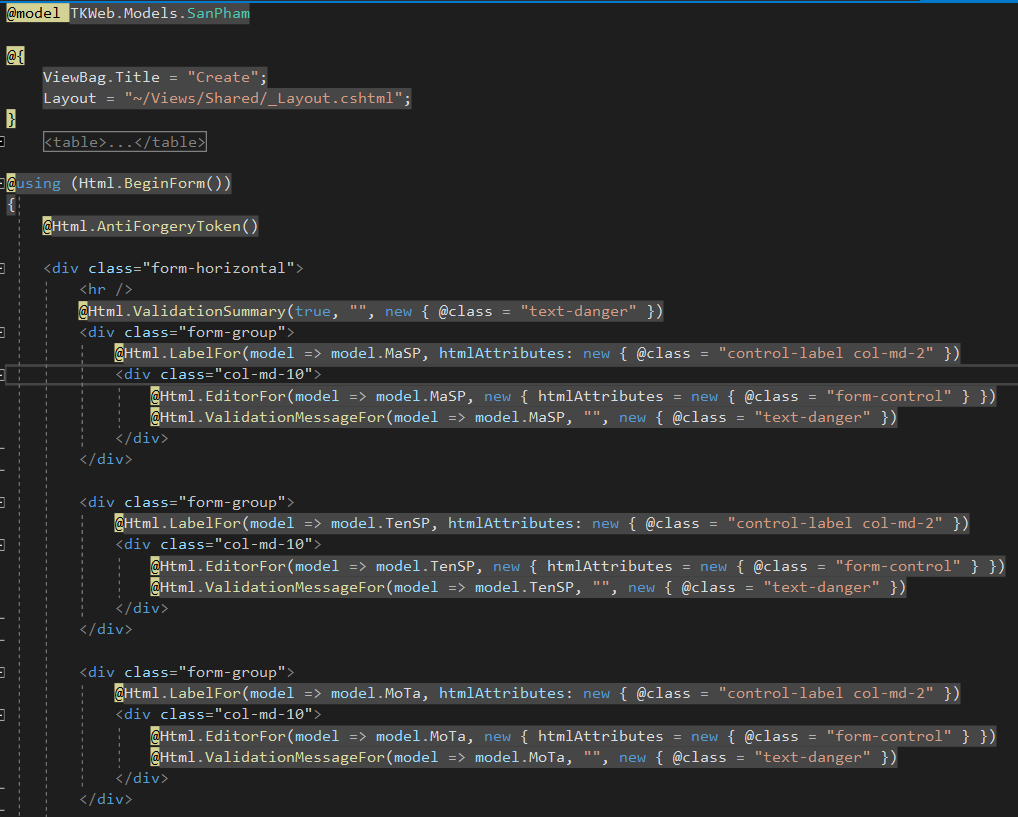 @model TKWeb.Models.SanPham
@{
ViewBag.Title = "Create";
Layout = "~/Views/Shared/_Layout.cshtml";
}
<table>...</table>
@using (Html.BeginForm())
{
@Html.AntiForgeryToken()
<div class="form-horizontal">
<hr />
@Html.ValidationSummary(true, "", new { @class = "text-danger" })
<div class="form-group">
@Html.LabelFor(model => model.MaSP, htmlAttributes: new { @class = "control-label col-md-2" })
<div class="col-md-10">
@Html.EditorFor(model => model.MaSP, new { htmlAttributes = new { @class = "form-control" } })
@Html.ValidationMessageFor(model => model.MaSP, "", new { @class = "text-danger" })
</div>
</div>
<div class="form-group">
@Html.LabelFor(model => model.TenSP, htmlAttributes: new { @class = "control-label col-md-2" })
<div class="col-md-10">
@Html.EditorFor(model => model.TenSP, new { htmlAttributes = new { @class = "form-control" } })
@Html.ValidationMessageFor(model => model.TenSP, "", new { @class = "text-danger" })
</div>
</div>
<div class="form-group">
@Html.LabelFor(model => model.MoTa, htmlAttributes: new { @class = "control-label col-md-2" })
<div class="col-md-10">
@Html.EditorFor(model => model.MoTa, new { htmlAttributes = new { @class = "form-control" } })
@Html.ValidationMessageFor(model => model.MoTa, "", new { @class = "text-danger" })
</div>
</div>